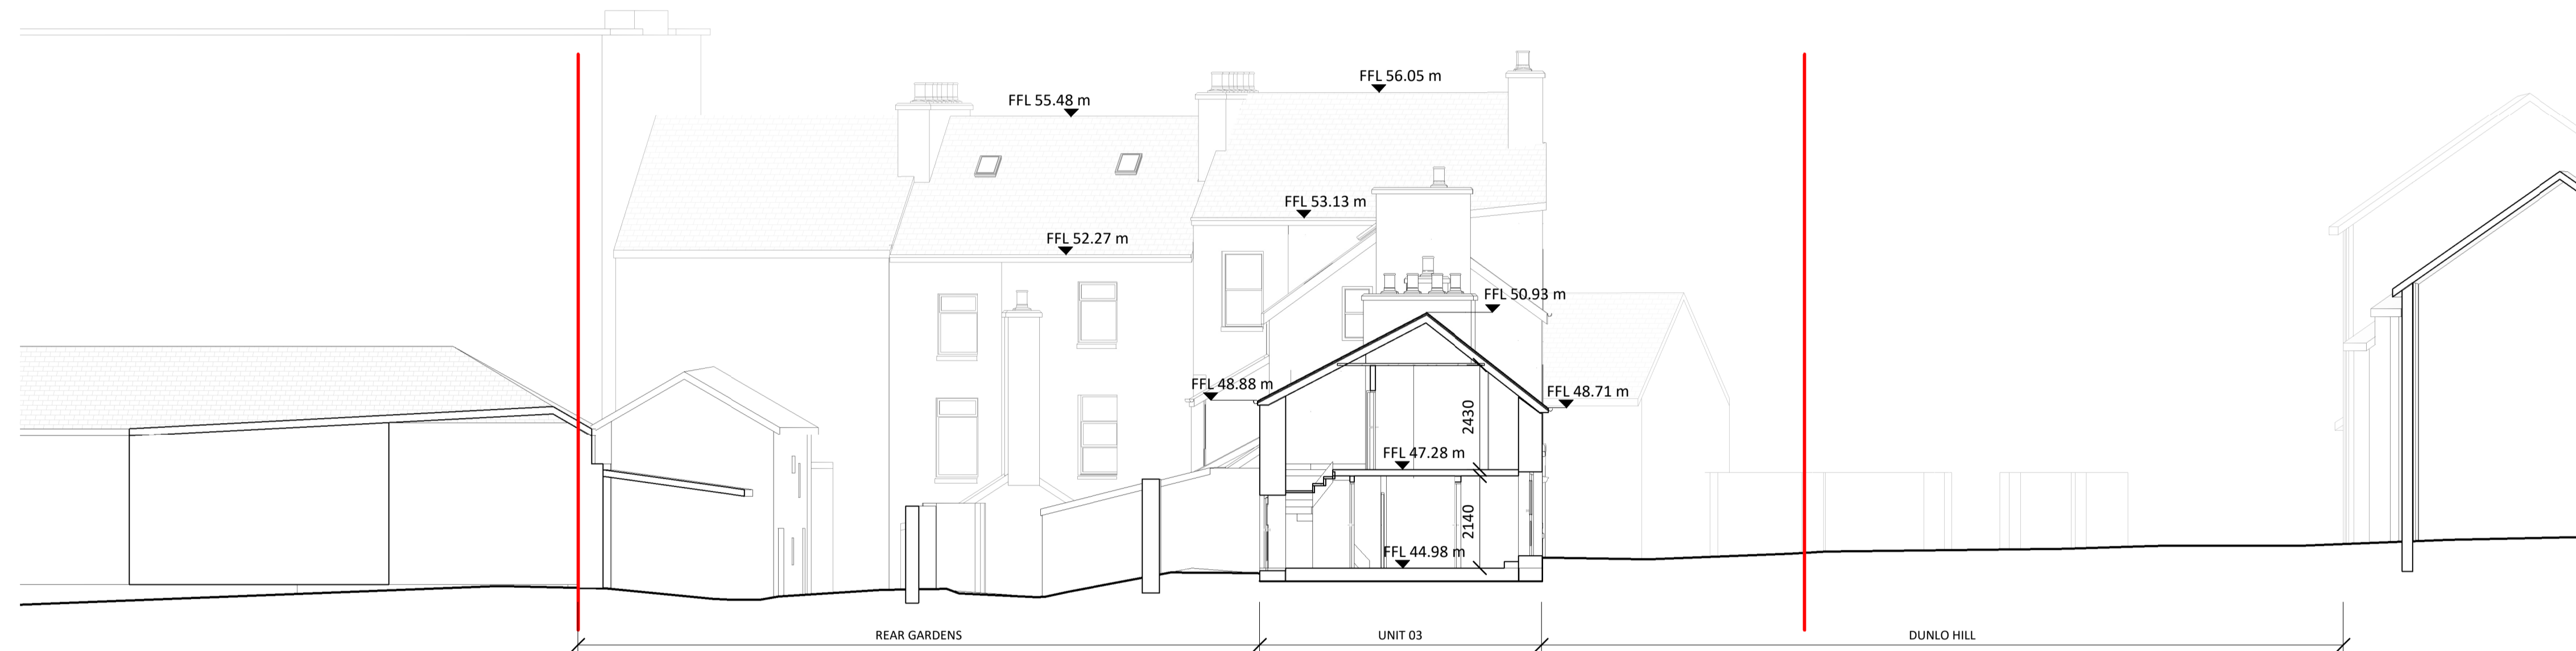 FFL 56.05 m
FFL 55.48 m
FFL 53.13 m
FFL 52.27 m
FFL 50.93 m
FFL 48.88 m
FFL 48.71 m
2430
FFL 47.28 m
2140
FFL 44.98 m
REAR GARDENS
UNIT 03
DUNLO HILL